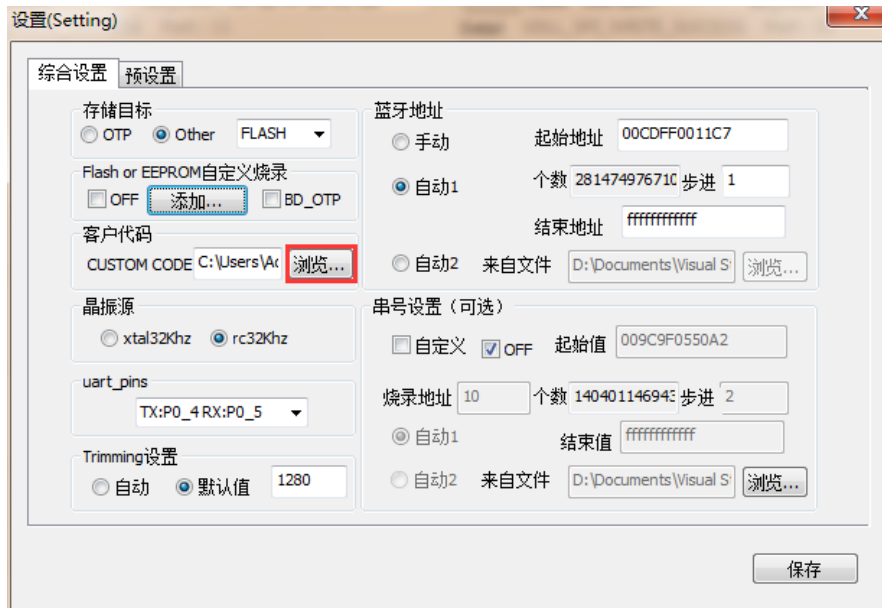 设置(Setting)
综合设置 预设置
存储目标
OTP Other FLASH
Flash or EEPROM自定义烧录
OFF 添加... BD_OTP
客户代码
CUSTOM CODE C:\Users\Ac 浏览...
晶振源
xtal32Khz rc32Khz
uart_pins
TX:P0_4 RX:P0_5
Trimming设置
自动 默认值 1280
蓝牙地址
手动 起始地址 00CDFF0011C7
自动1 个数 281474976710 步进 1
结束地址 ffffffffffff
自动2 来自文件 D:\Documents\Visual S 浏览...
串号设置（可选）
自定义 OFF 起始值 009C9F0550A2
烧录地址 10 个数 140401146943 步进 2
自动1 结束值 ffffffffffff
自动2 来自文件 D:\Documents\Visual S 浏览...
保存